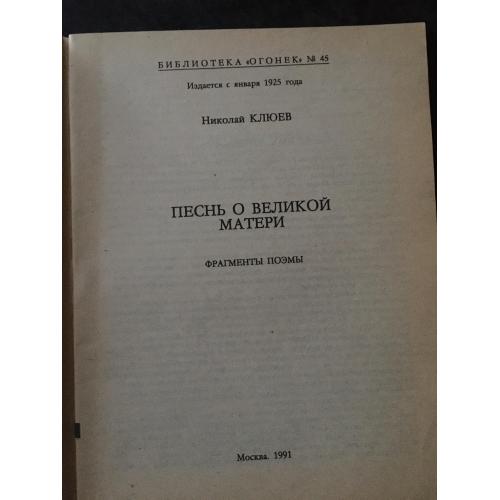 БИБЛИОТЕКА «ОГОНЕК» № 45
Издается с января 1925 года
Николай КЛЮЕВ
ПЕСНЬ О ВЕЛИКОЙ
МАТЕРИ
ФРАГМЕНТЫ ПОЭМЫ
Москва. 1991